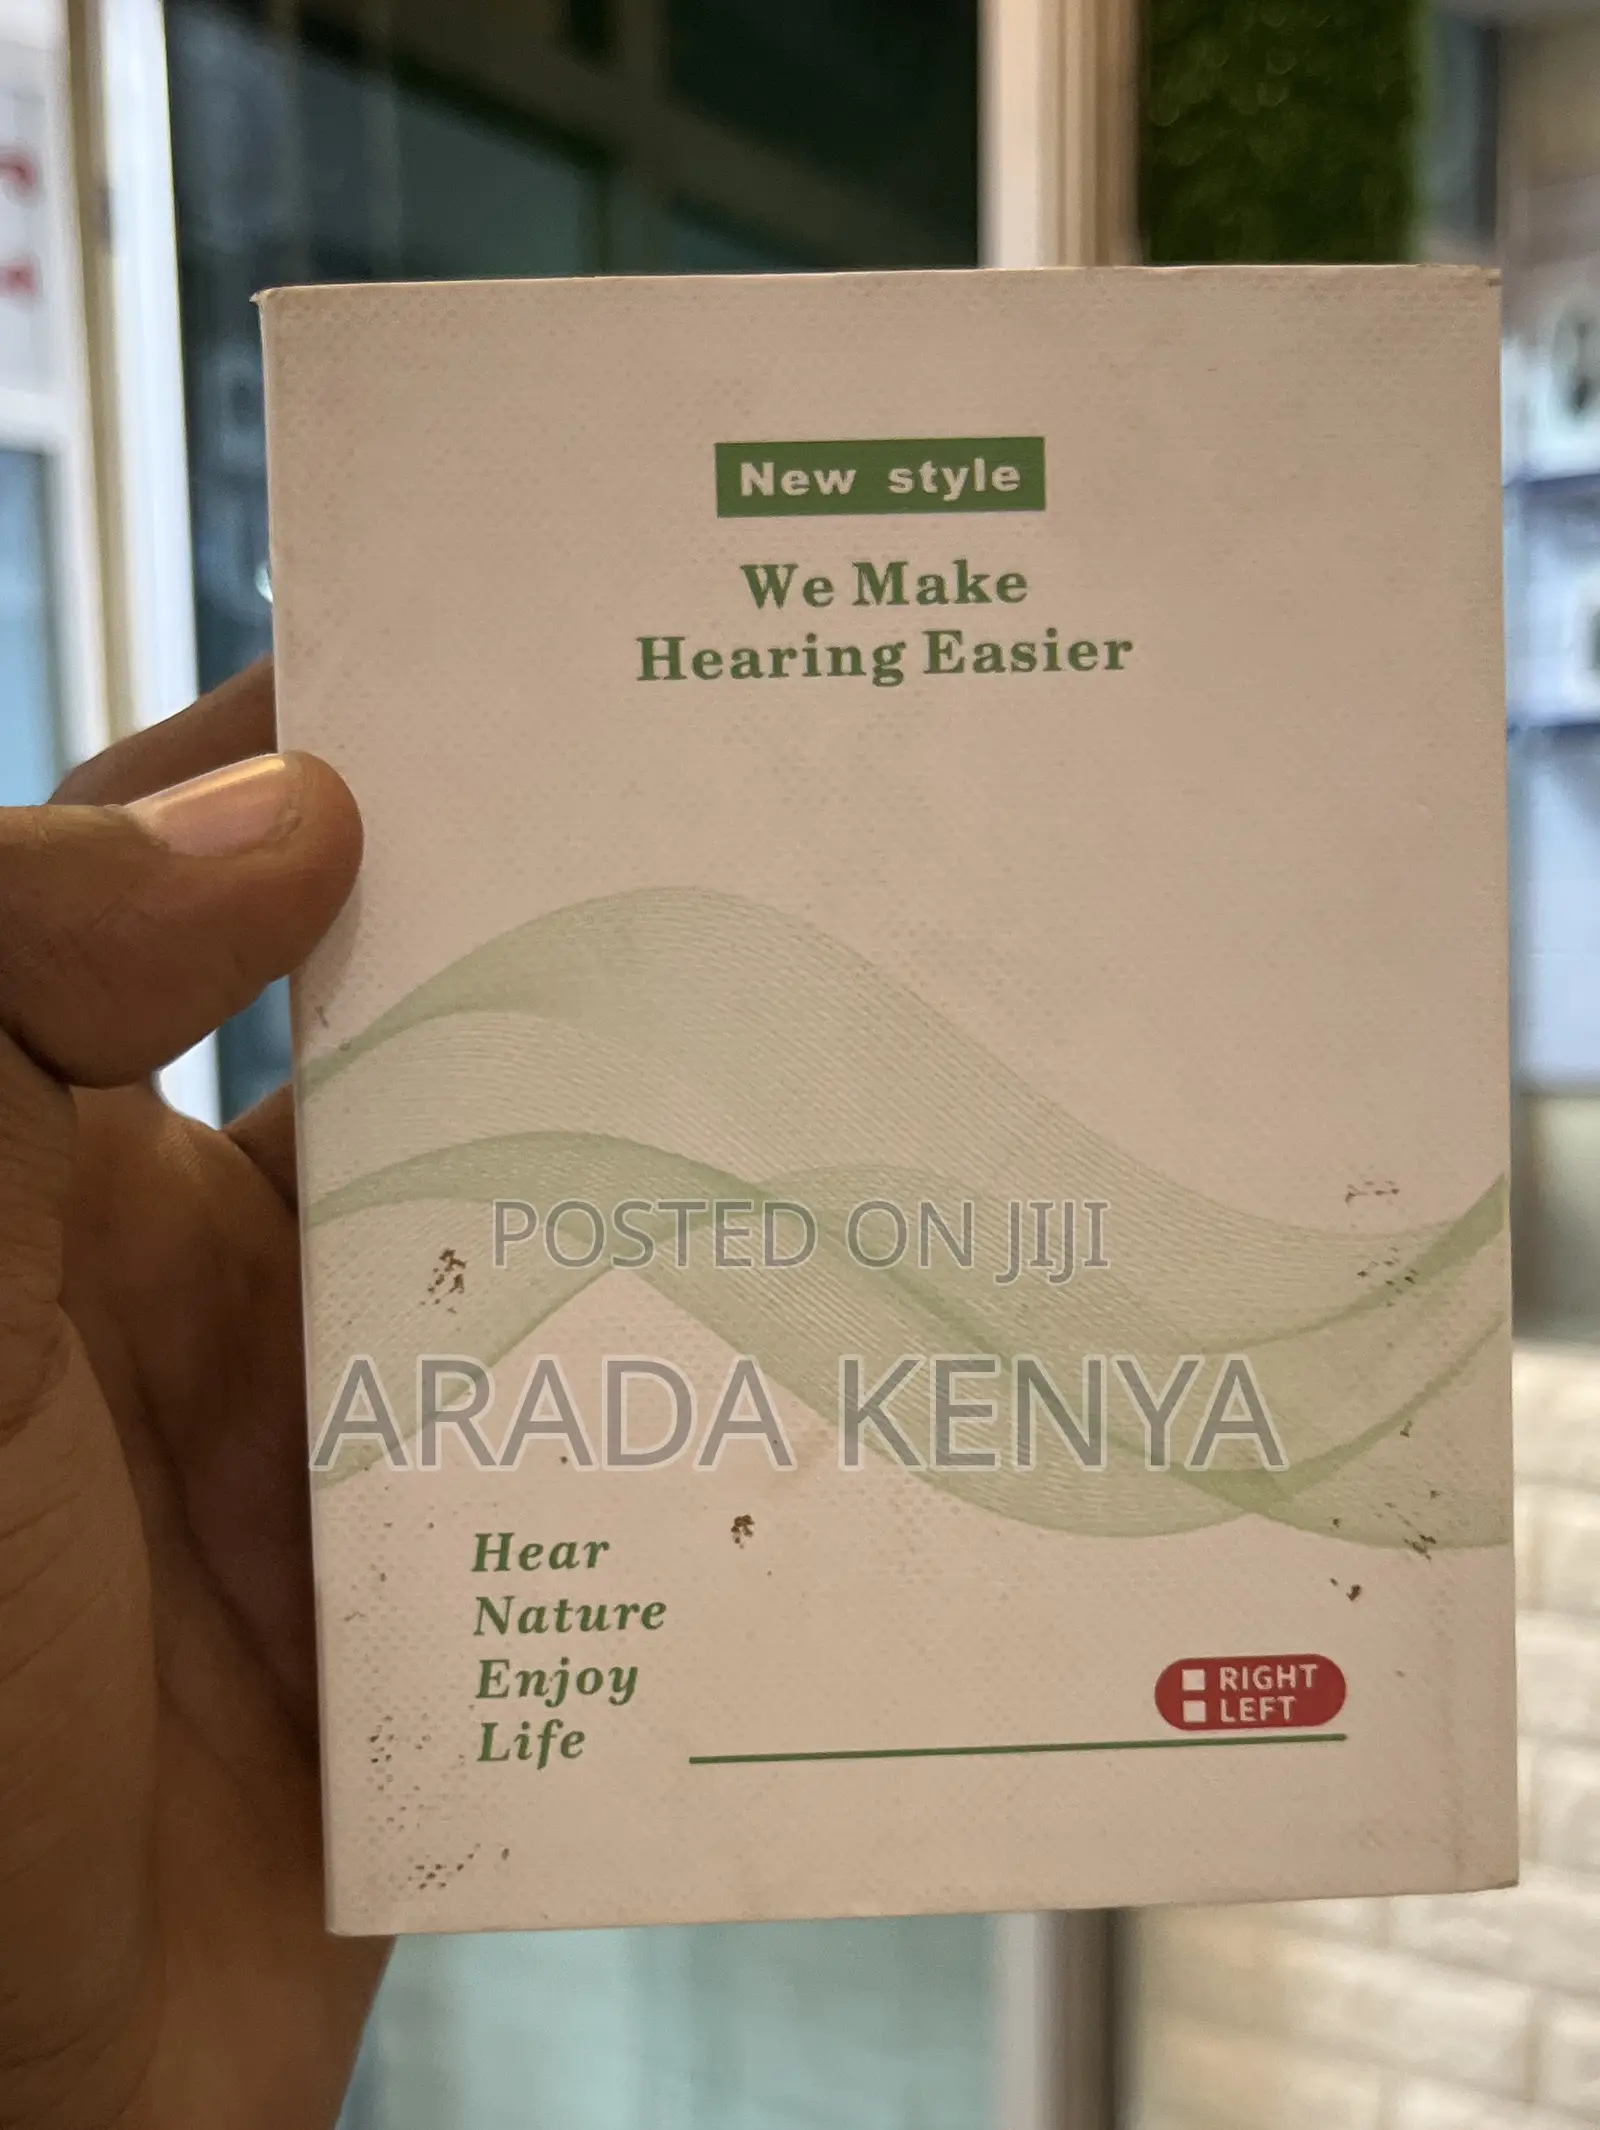 New style
We Make
Hearing Easier
POSTED ON JIJI
ARADA KENYA
Hear
Nature
Enjoy
Life
RIGHT
LEFT